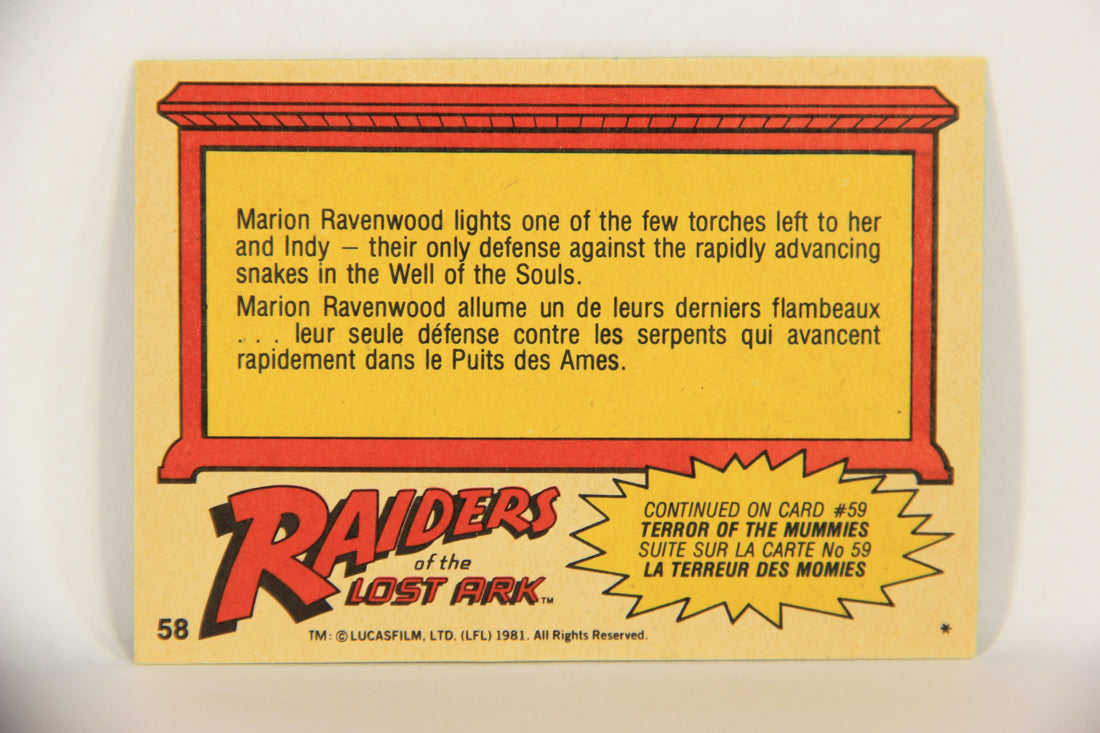 Marion Ravenwood lights one of the few torches left to her
and Indy — their only defense against the rapidly advancing
snakes in the Well of the Souls.
Marion Ravenwood allume un de leurs derniers flambeaux
. . . leur seule défense contre les serpents qui avancent
rapidement dans le Puits des Ames.
RAIDERS
of the
LOST ARK™
CONTINUED ON CARD #59
TERROR OF THE MUMMIES
SUITE SUR LA CARTE No 59
LA TERREUR DES MOMIES
58
TM: © LUCASFILM, LTD. (LFL) 1981. All Rights Reserved.
*